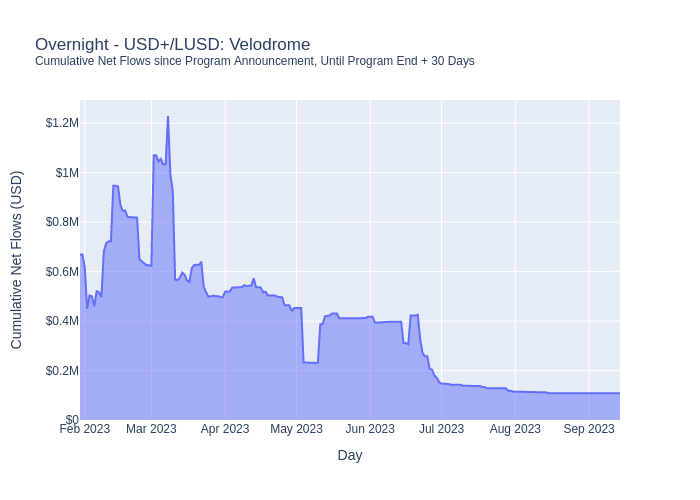 Overnight - USD+/LUSD: Velodrome
Cumulative Net Flows since Program Announcement, Until Program End + 30 Days
Cumulative Net Flows (USD)
$1.2M
$1M
$0.8M
$0.6M
$0.4M
$0.2M
$0
Feb 2023 Mar 2023 Apr 2023 May 2023 Jun 2023 Jul 2023 Aug 2023 Sep 2023
Day